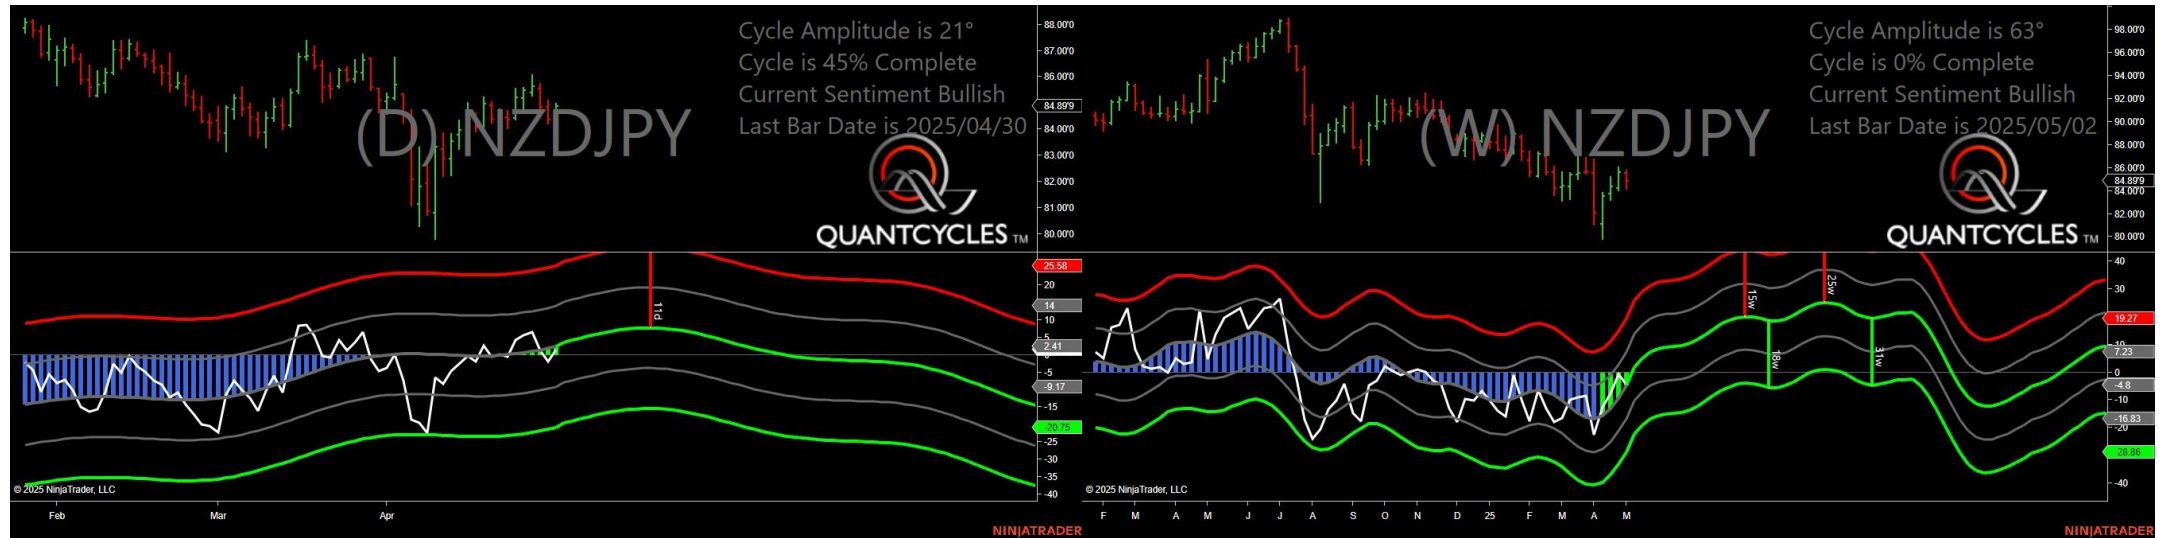 Cycle Amplitude is 21°
Cycle is 45% Complete
Current Sentiment Bullish
Last Bar Date is 2025/04/30
(D) NZDJPY
QUANTCYCLES TM
88.00'0
87.00'0
86.00'0
84.89'9
84.00'0
83.00'0
82.00'0
81.00'0
80.00'0
11d
25.58
20
14
10
5
2.41
-5
-9.17
-15
-20.75
-25
-30
-35
-40
© 2025 NinjaTrader, LLC
Feb
Mar
Apr
NINJATRADER
Cycle Amplitude is 63°
Cycle is 0% Complete
Current Sentiment Bullish
Last Bar Date is 2025/05/02
(W) NZDJPY
QUANTCYCLES TM
98.00'0
96.00'0
94.00'0
92.00'0
90.00'0
88.00'0
86.00'0
84.89'9
84.00'0
82.00'0
80.00'0
15w
25w
18w
31w
40
30
19.27
10
7.23
0
-4.8
-10
-16.83
-20
-28.86
-40
© 2025 NinjaTrader, LLC
F
M
A
M
J
J
A
S
O
N
D
25
F
M
A
M
NINJATRADER